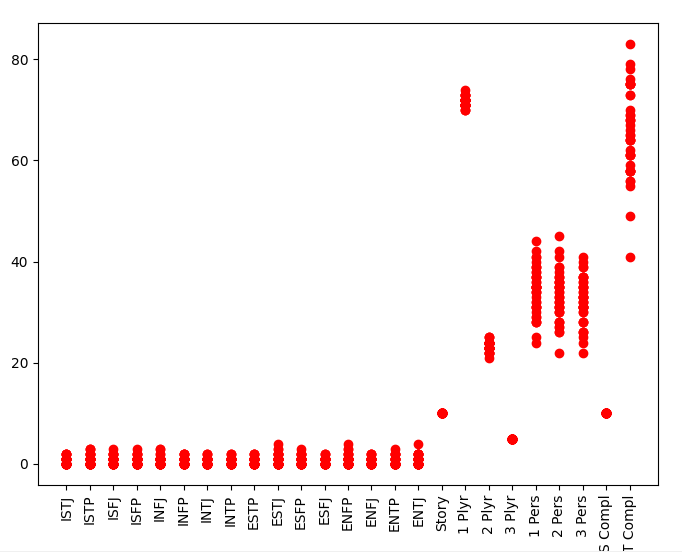 80
60
40
20
0
ISTJ
ISTP
ISFJ
ISFP
INFJ
INFP
INTJ
INTP
ESTP
ESTJ
ESFP
ESFJ
ENFP
ENFJ
ENTP
ENTJ
Story
1 Plyr
2 Plyr
3 Plyr
1 Pers
2 Pers
3 Pers
S Compl
T Compl